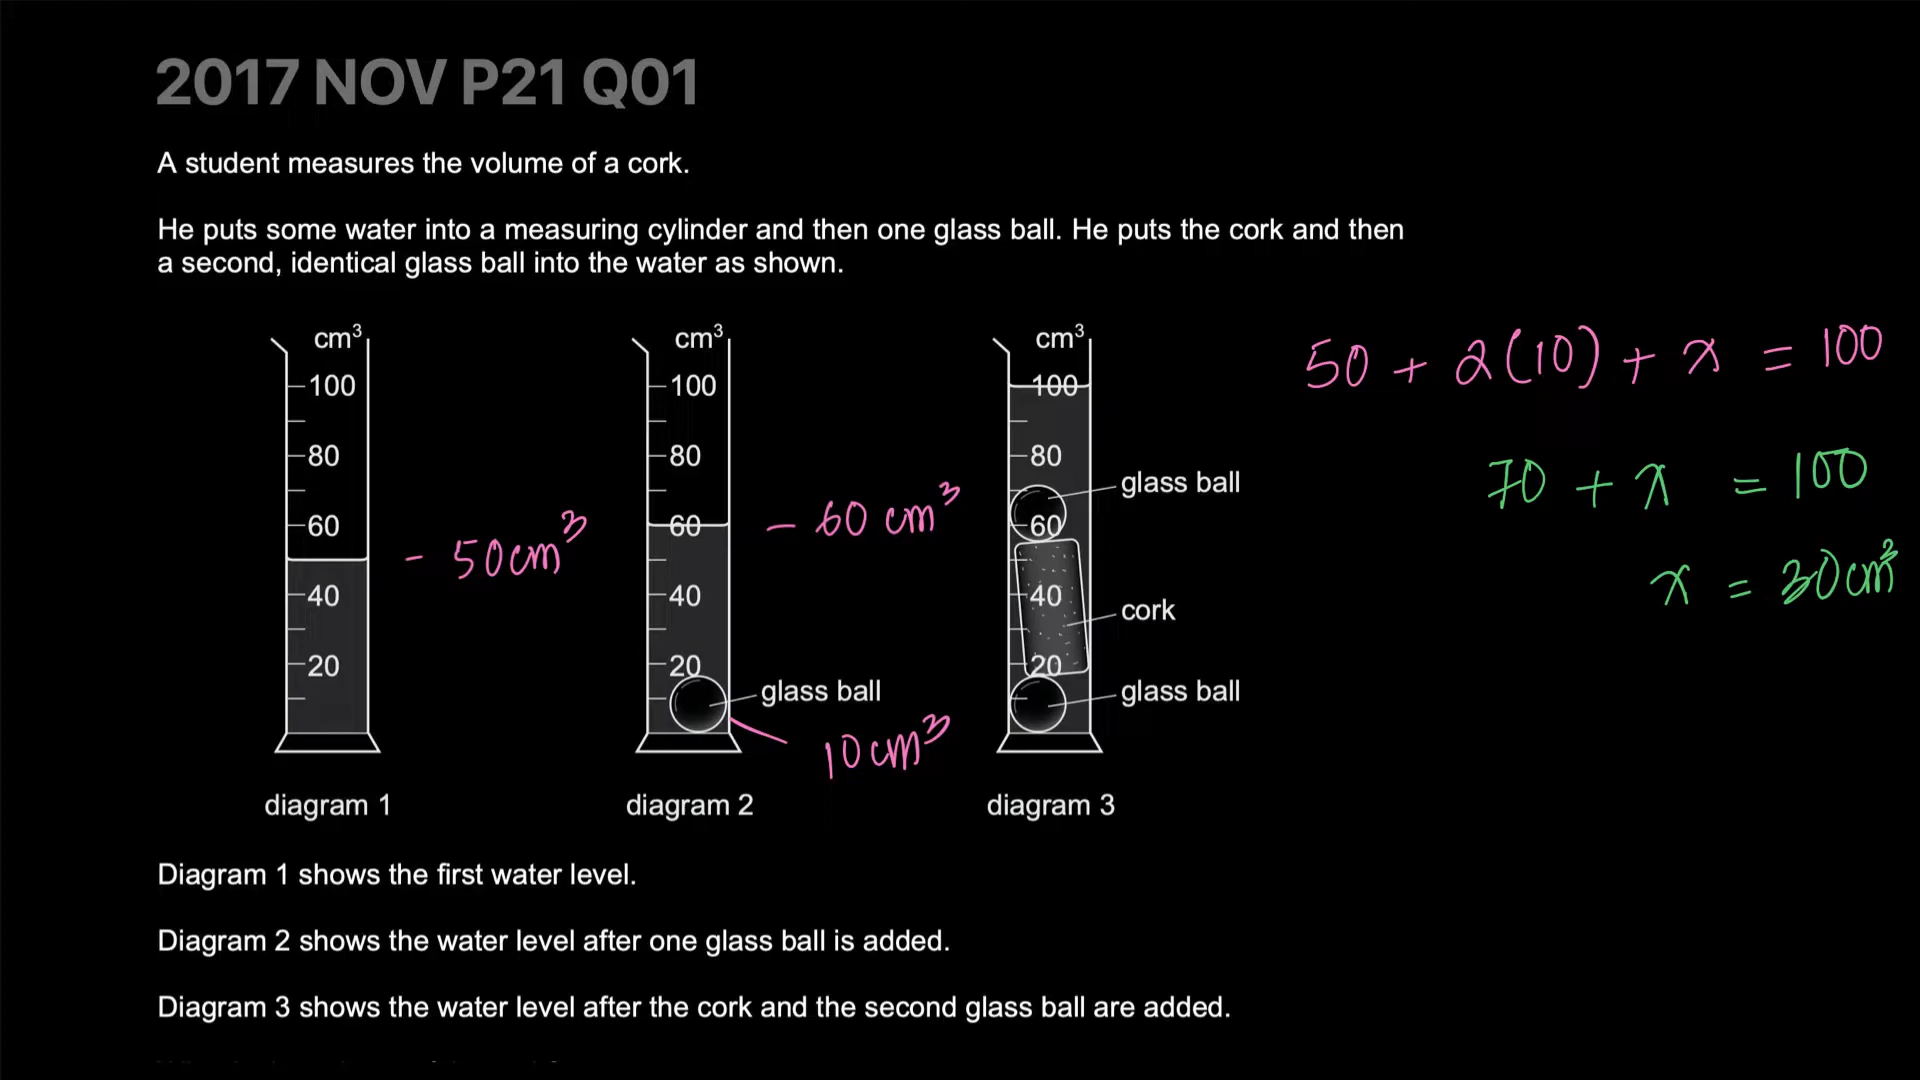 2017 NOV P21 Q01
A student measures the volume of a cork.
He puts some water into a measuring cylinder and then one glass ball. He puts the cork and then
a second, identical glass ball into the water as shown.
cm³
100
80
60
40
20
- 50 cm³
diagram 1
cm³
100
80
60
40
20
- 60 cm³
glass ball
10 cm³
diagram 2
cm³
100
80
60
40
20
glass ball
cork
glass ball
diagram 3
50 + 2(10) + x = 100
70 + x = 100
x = 30 cm³
Diagram 1 shows the first water level.
Diagram 2 shows the water level after one glass ball is added.
Diagram 3 shows the water level after the cork and the second glass ball are added.